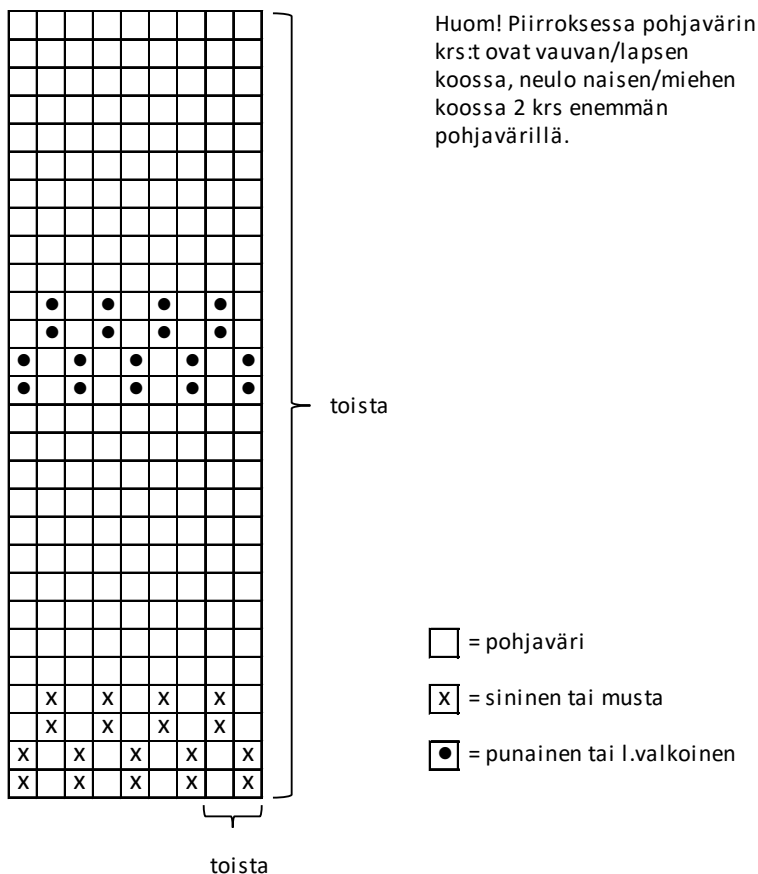 Huom! Piirroksessa pohjavärin
krs:t ovat vauvan/lapsen
koossa, neulo naisen/miehen
koossa 2 krs enemmän
pohjavärillä.
● ● ● ●
● ● ● ●
● ● ● ● ●
● ● ● ● ●
toista
= pohjaväri
x x x x
x x x x
x x x x x
x x x x x
x = sininen tai musta
● = punainen tai l.valkoinen
toista